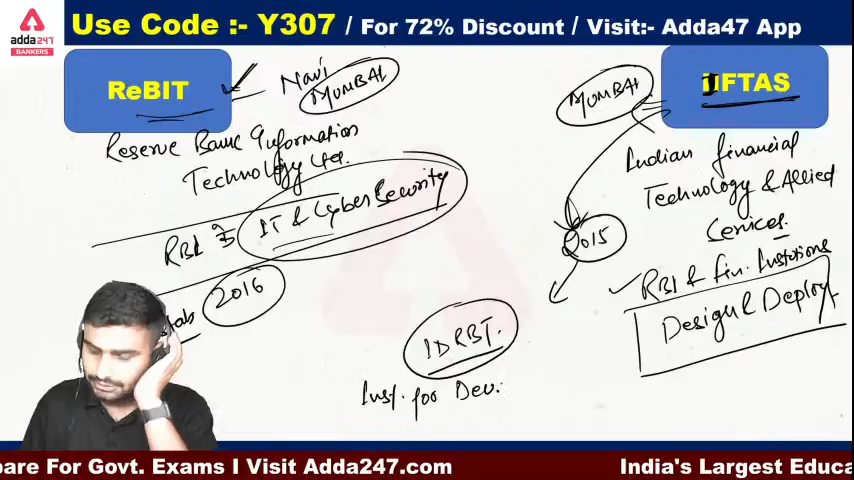 adda247
BANKERS
Use Code :- Y307 / For 72% Discount / Visit:- Adda47 App
ReBIT
Navi
MUMBAI
Reserve Bank Information
Technology Ltd.
RBI
IT & Cyber Security
2016
MUMBAI
IFTAS
Indian financial
Technology & Allied
Services.
2015
RBI & fin. Institutions
Design & Deploy
IDRBT.
Inst. for Dev.
pare For Govt. Exams I Visit Adda247.com
India's Largest Educa